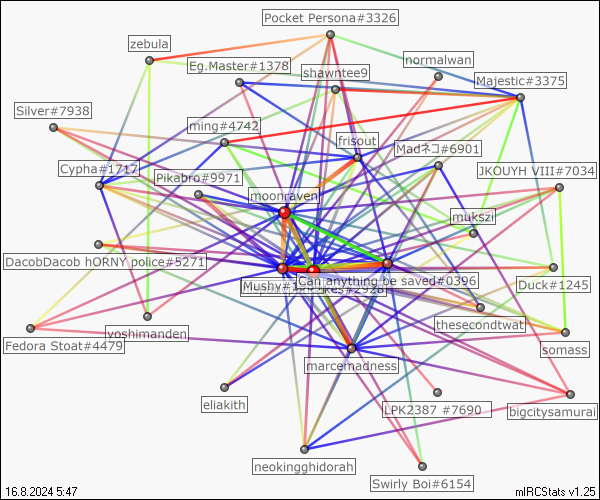 Pocket Persona#3326
zebula
normalwan
Eg.Master#1378
shawntee9
Majestic#3375
Silver#7938
ming#4742
frisout
Madネコ#6901
Cypha#1717
Pikabro#9971
JKOUYH VIII#7034
moonraven
mukszi
DacobDacob hORNY police#5271
Mushy#1
Can anything be saved#0396
Duck#1245
yoshimanden
thesecondtwat
Fedora Stoat#4479
somass
marcemadness
eliakith
LPK2387 #7690
bigcitysamurai
neokingghidorah
Swirly Boi#6154
16.8.2024 5:47
mIRCStats v1.25